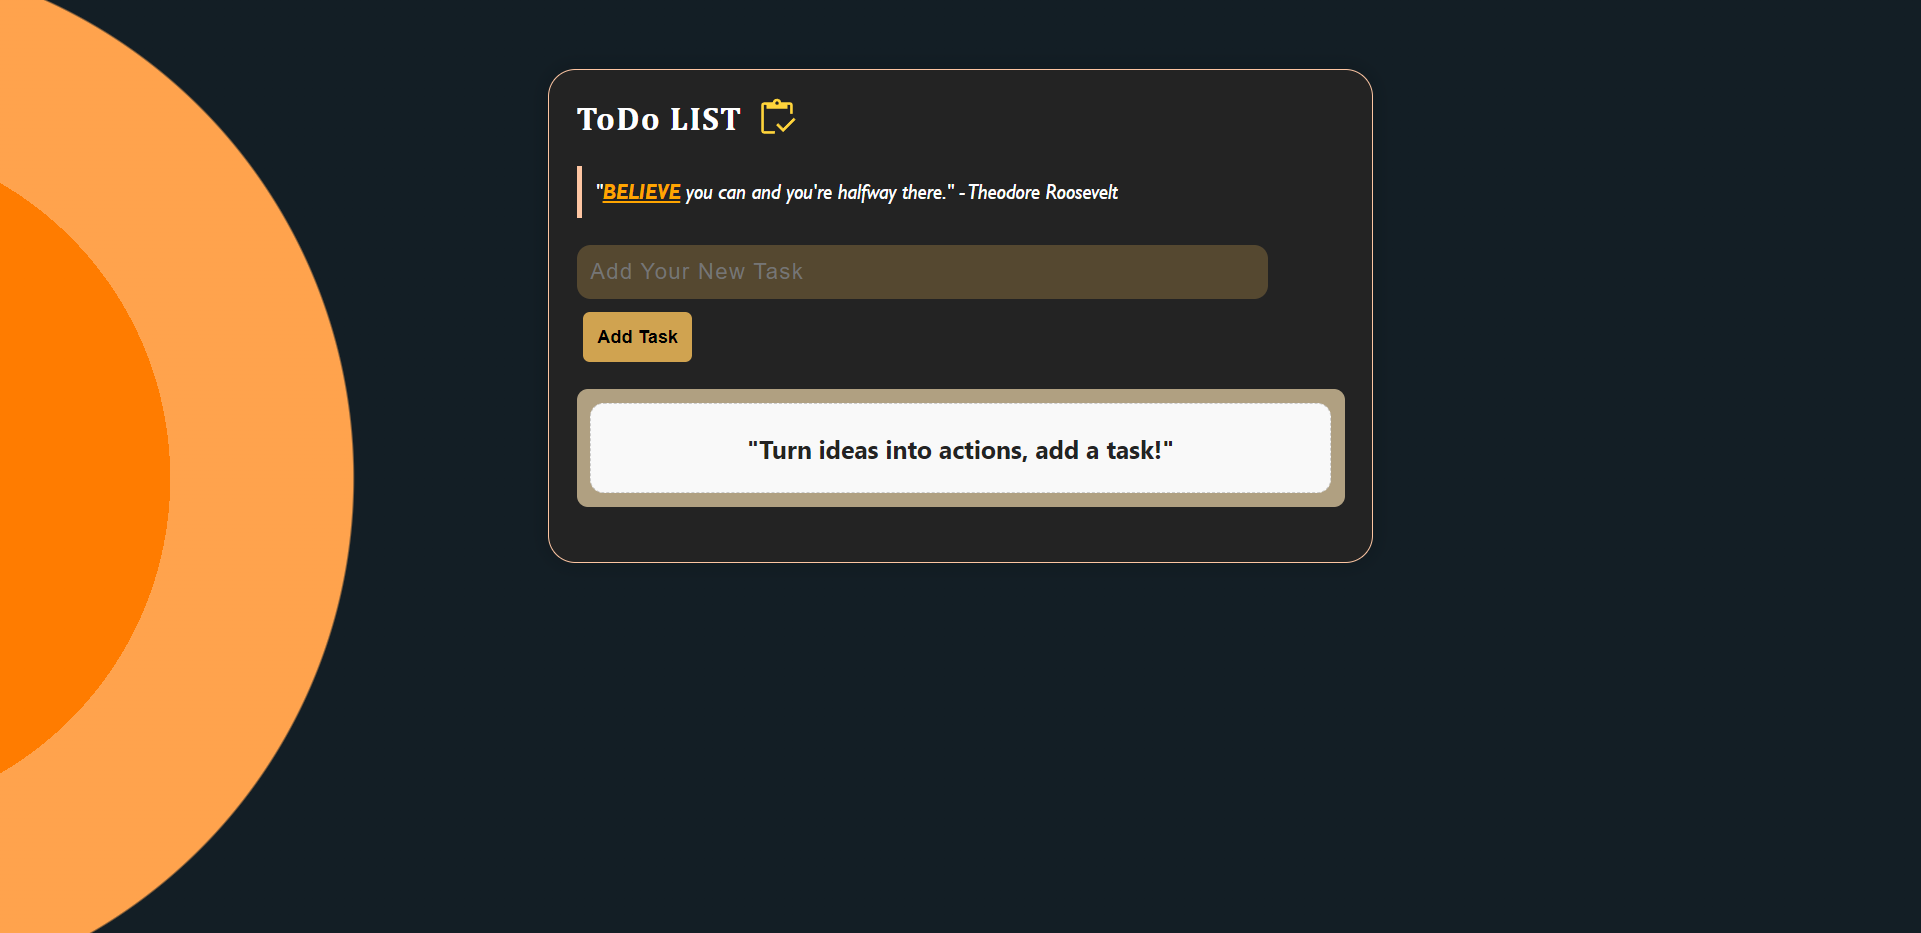 ToDo LIST
"BELIEVE you can and you're halfway there." - Theodore Roosevelt
Add Your New Task
Add Task
"Turn ideas into actions, add a task!"